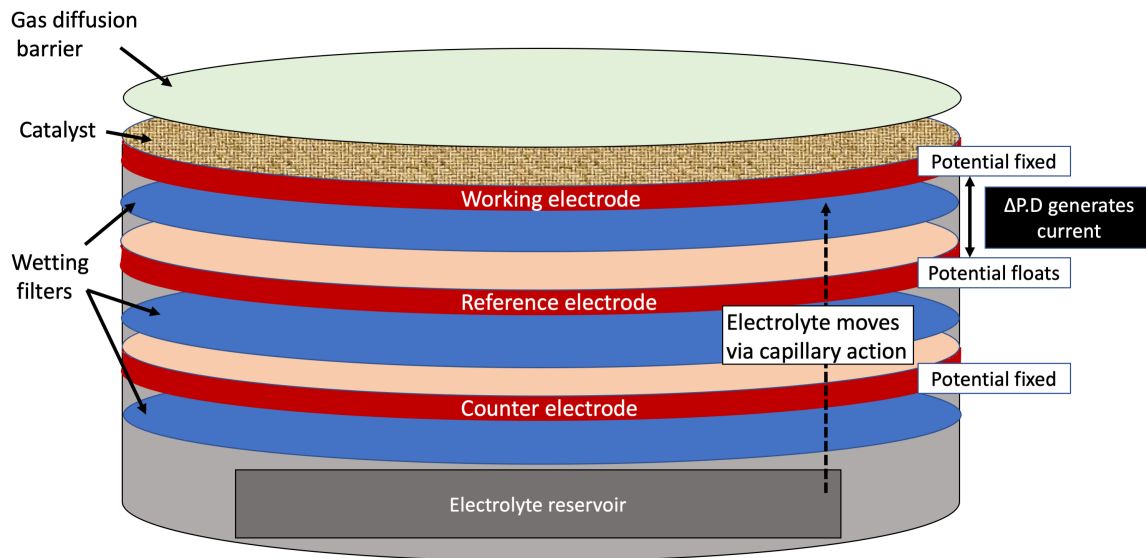 Gas diffusion
barrier
Catalyst
Potential fixed
Working electrode
ΔP.D generates
current
Wetting
filters
Potential floats
Reference electrode
Electrolyte moves
via capillary action
Potential fixed
Counter electrode
Electrolyte reservoir